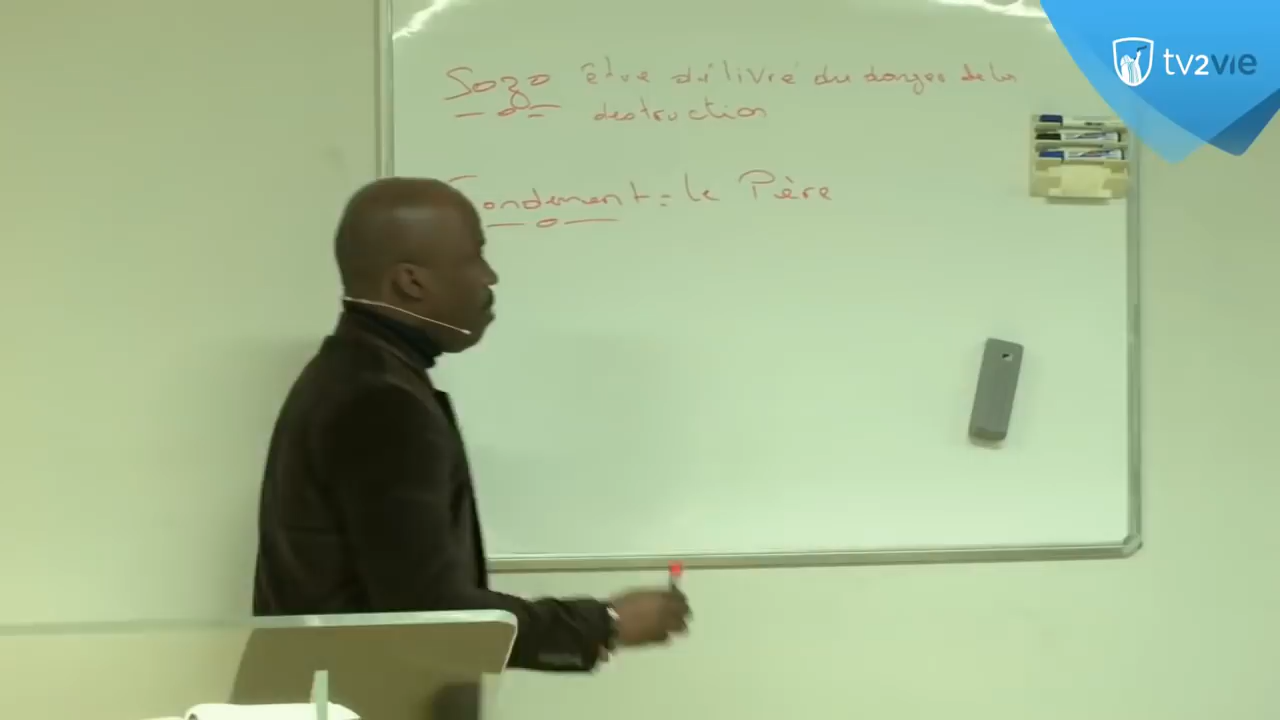 Sozo être délivré du danger de la
destruction
Fondement = le Père
tv2vie